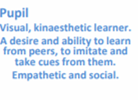 Pupil
Visual, kinaesthetic learner.
A desire and ability to learn
from peers, to imitate and
take cues from them.
Empathetic and social.